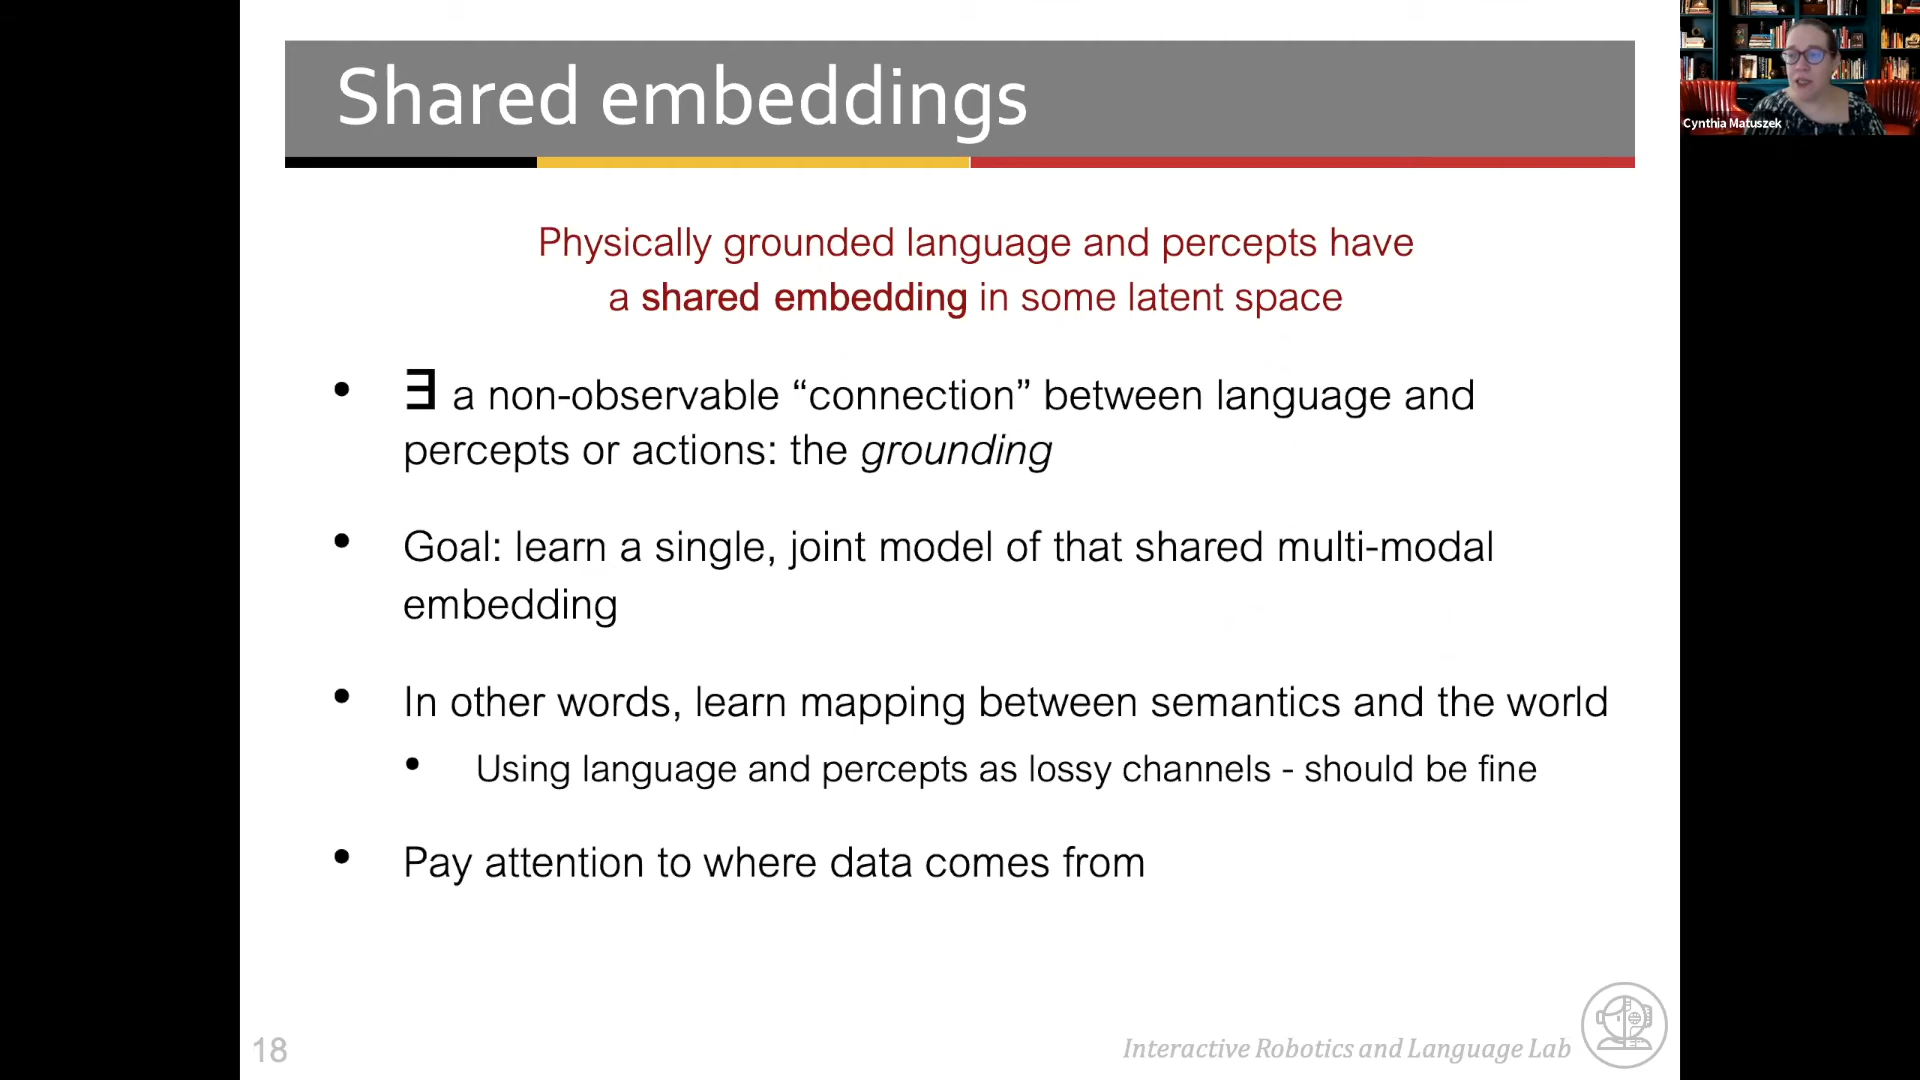 Shared embeddings
Cynthia Matuszek
Physically grounded language and percepts have
a shared embedding in some latent space
• ∃ a non-observable “connection” between language and
percepts or actions: the grounding
• Goal: learn a single, joint model of that shared multi-modal
embedding
• In other words, learn mapping between semantics and the world
• Using language and percepts as lossy channels - should be fine
• Pay attention to where data comes from
18
Interactive Robotics and Language Lab